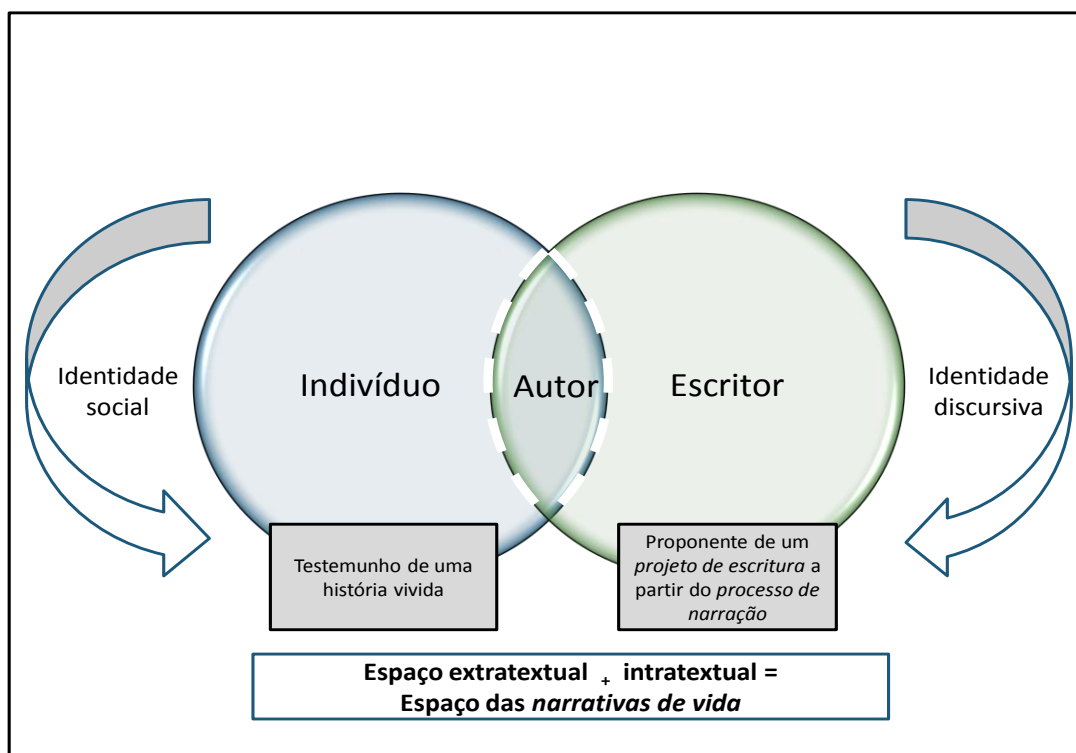 Identidade
social
Indivíduo
Autor
Escritor
Identidade
discursiva
Testemunho de uma
história vivida
Proponente de um
projeto de escritura a
partir do processo de
narração
Espaço extratextual + intratextual =
Espaço das narrativas de vida